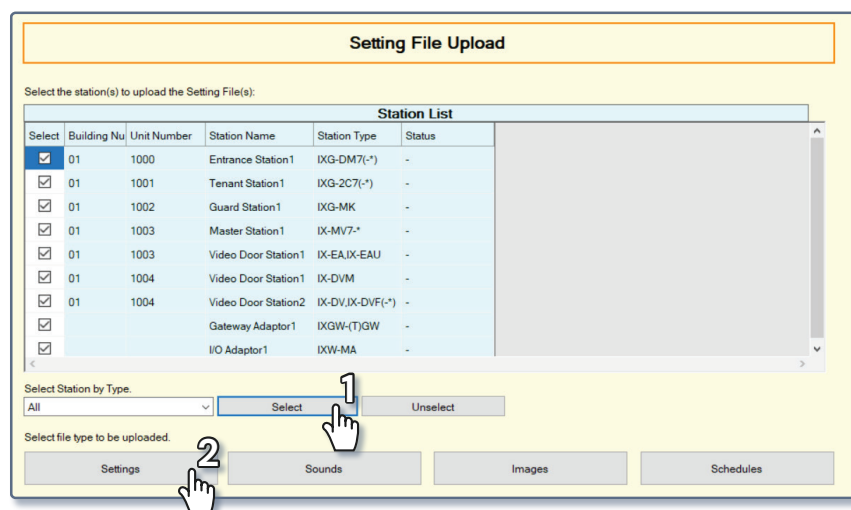 Setting File Upload
Select the station(s) to upload the Setting File(s):
Station List
Select Building Nu Unit Number Station Name Station Type Status
01 1000 Entrance Station1 IXG-DM7(-*) -
01 1001 Tenant Station1 IXG-2C7(-*) -
01 1002 Guard Station1 IXG-MK -
01 1003 Master Station1 IX-MV7-* -
01 1003 Video Door Station1 IX-EA,IX-EAU -
01 1004 Video Door Station1 IX-DVM -
01 1004 Video Door Station2 IX-DV,IX-DVF(-*) -
Gateway Adaptor1 IXGW-(T)GW -
I/O Adaptor1 IXW-MA -
Select Station by Type.
All Select 1 Unselect
Select file type to be uploaded.
Settings 2 Sounds Images Schedules